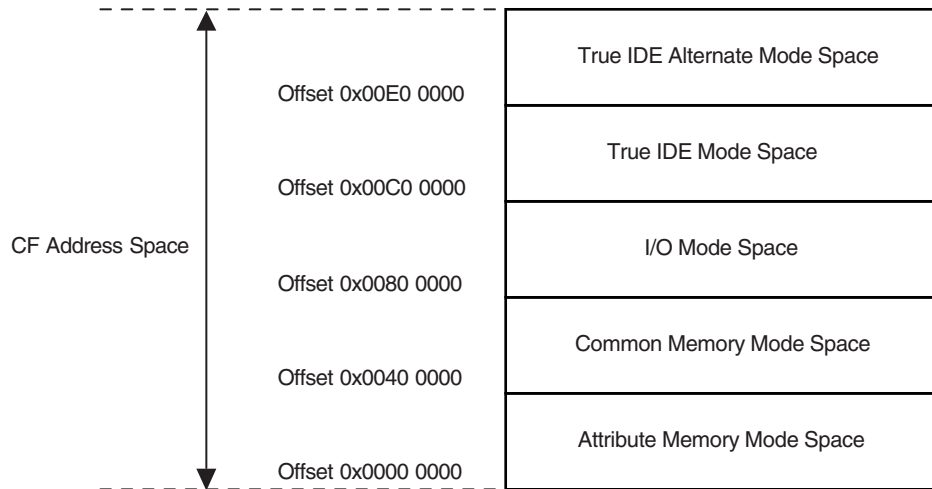 True IDE Alternate Mode Space
Offset 0x00E0 0000
True IDE Mode Space
Offset 0x00C0 0000
CF Address Space
I/O Mode Space
Offset 0x0080 0000
Common Memory Mode Space
Offset 0x0040 0000
Attribute Memory Mode Space
Offset 0x0000 0000